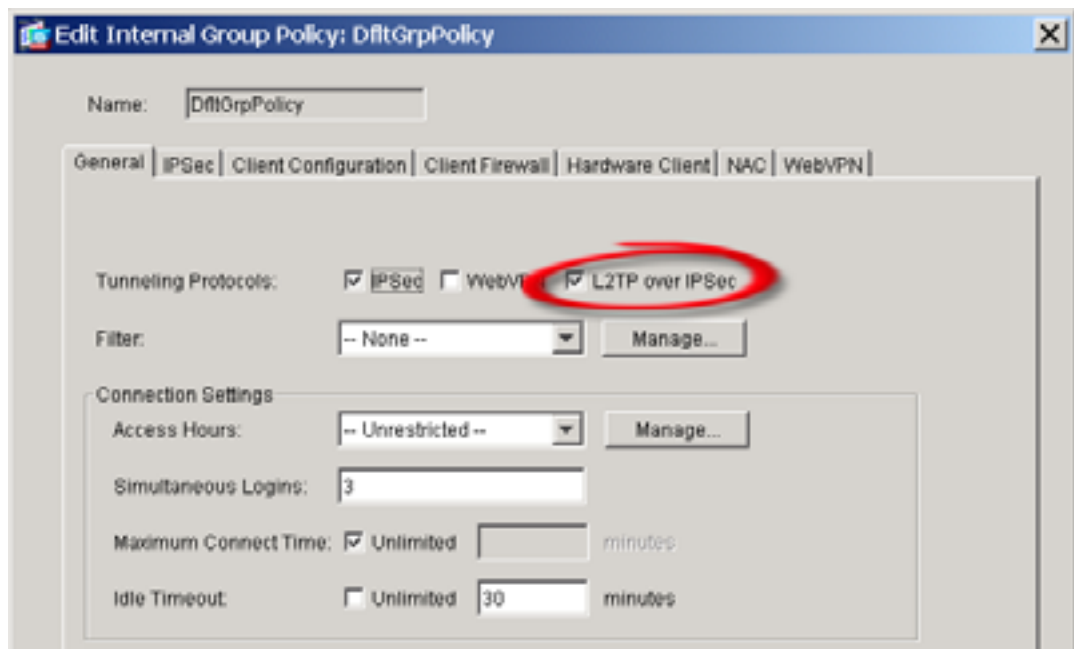 Edit Internal Group Policy: DfltGrpPolicy
Name: DfltGrpPolicy
General IPSec Client Configuration Client Firewall Hardware Client NAC WebVPN
Tunneling Protocols: IPSec L2TP over IPSec
Filter: -- None -- Manage...
Connection Settings
Access Hours: -- Unrestricted -- Manage...
Simultaneous Logins: 3
Maximum Connect Time: Unlimited minutes
Idle Timeout: Unlimited 30 minutes